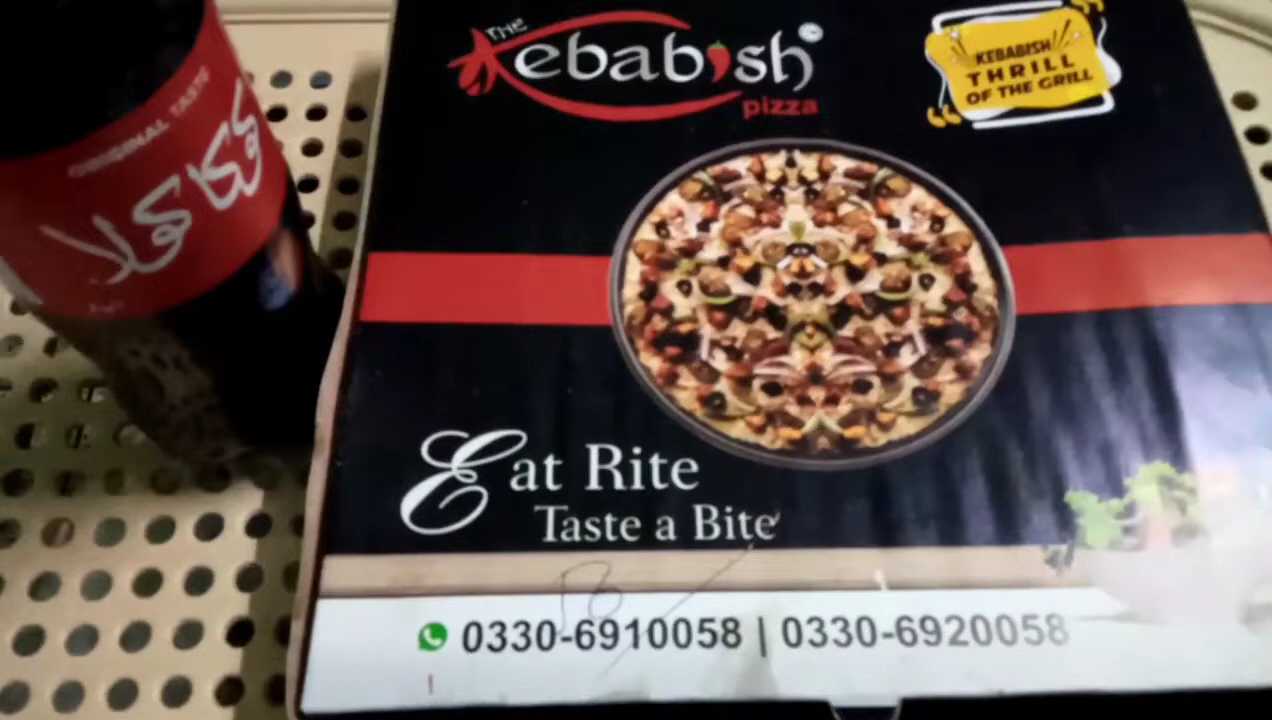 THE
Kebabish
pizza
KEBABISH
THRILL
OF THE GRILL
ORIGINAL TASTE
کوکا کولا
Eat Rite
Taste a Bite
0330-6910058 | 0330-6920058